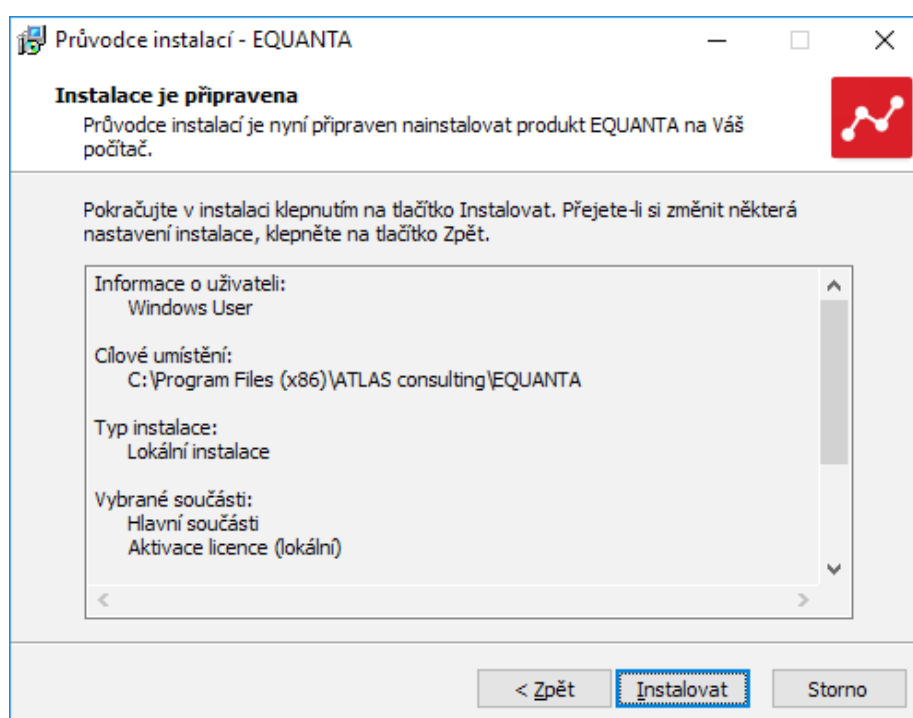 Průvodce instalací - EQUANTA
Instalace je připravena
Průvodce instalací je nyní připraven nainstalovat produkt EQUANTA na Váš
počítač.
Pokračujte v instalaci klepnutím na tlačítko Instalovat. Přejete-li si změnit některá
nastavení instalace, klepněte na tlačítko Zpět.
Informace o uživateli:
Windows User
Cílové umístění:
C:\Program Files (x86)\ATLAS consulting\EQUANTA
Typ instalace:
Lokální instalace
Vybrané součásti:
Hlavní součásti
Aktivace licence (lokální)
< Zpět Instalovat Storno